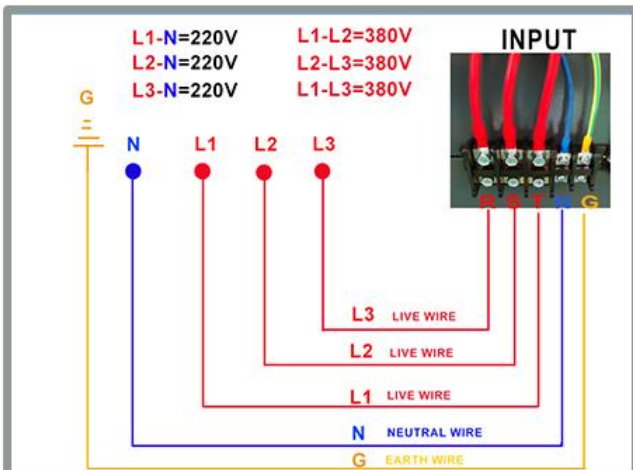 L1-N=220V L1-L2=380V
L2-N=220V L2-L3=380V
L3-N=220V L1-L3=380V
INPUT
G
N L1 L2 L3
R S T N G
L3 LIVE WIRE
L2 LIVE WIRE
L1 LIVE WIRE
N NEUTRAL WIRE
G EARTH WIRE